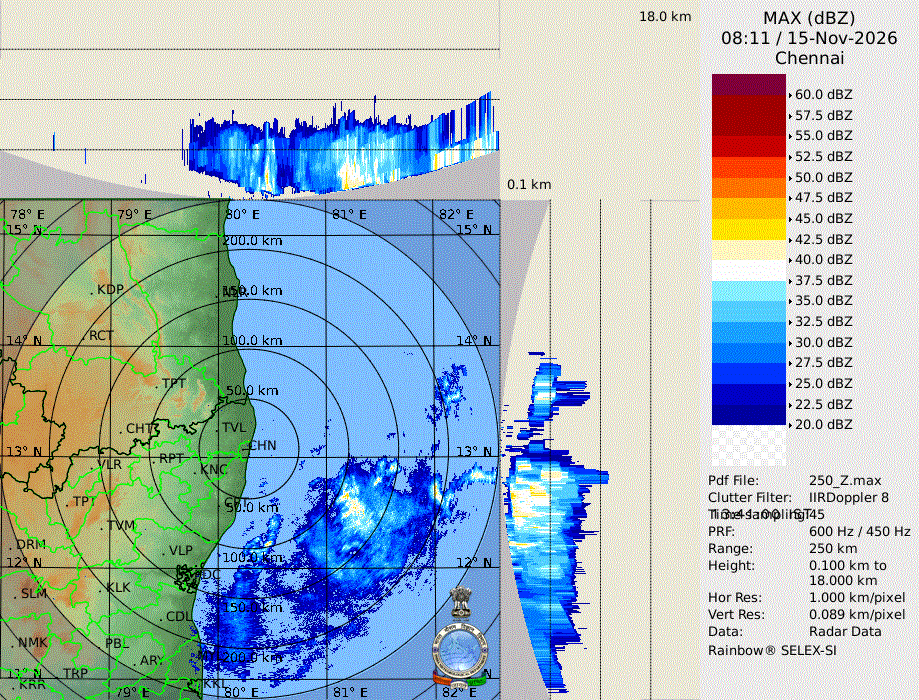 18.0 km
0.1 km
MAX (dBZ)
08:11 / 15-Nov-2026
Chennai
60.0 dBZ
57.5 dBZ
55.0 dBZ
52.5 dBZ
50.0 dBZ
47.5 dBZ
45.0 dBZ
42.5 dBZ
40.0 dBZ
37.5 dBZ
35.0 dBZ
32.5 dBZ
30.0 dBZ
27.5 dBZ
25.0 dBZ
22.5 dBZ
20.0 dBZ
Pdf File: 250_Z.max
Clutter Filter: IIRDoppler 8
Time sampling: 45
PRF: 600 Hz / 450 Hz
Range: 250 km
Height: 0.100 km to
18.000 km
Hor Res: 1.000 km/pixel
Vert Res: 0.089 km/pixel
Data: Radar Data
Rainbow® SELEX-SI
78° E 79° E 80° E 81° E 82° E
15° N 15° N
200.0 km
KDP 150.0 km
RCT
14° N 100.0 km 14° N
TPT 50.0 km
CHT TVL
CHN
13° N 13° N
VLR RPT KNC
TPT 50.0 km
TVM
DRM VLP 100.0 km
12° N 12° N
SLM KLK
150.0 km
CDL
NMK PBL
ARY 200.0 km
TRP
KRR KKL
79° E 80° E 81° E 82° E